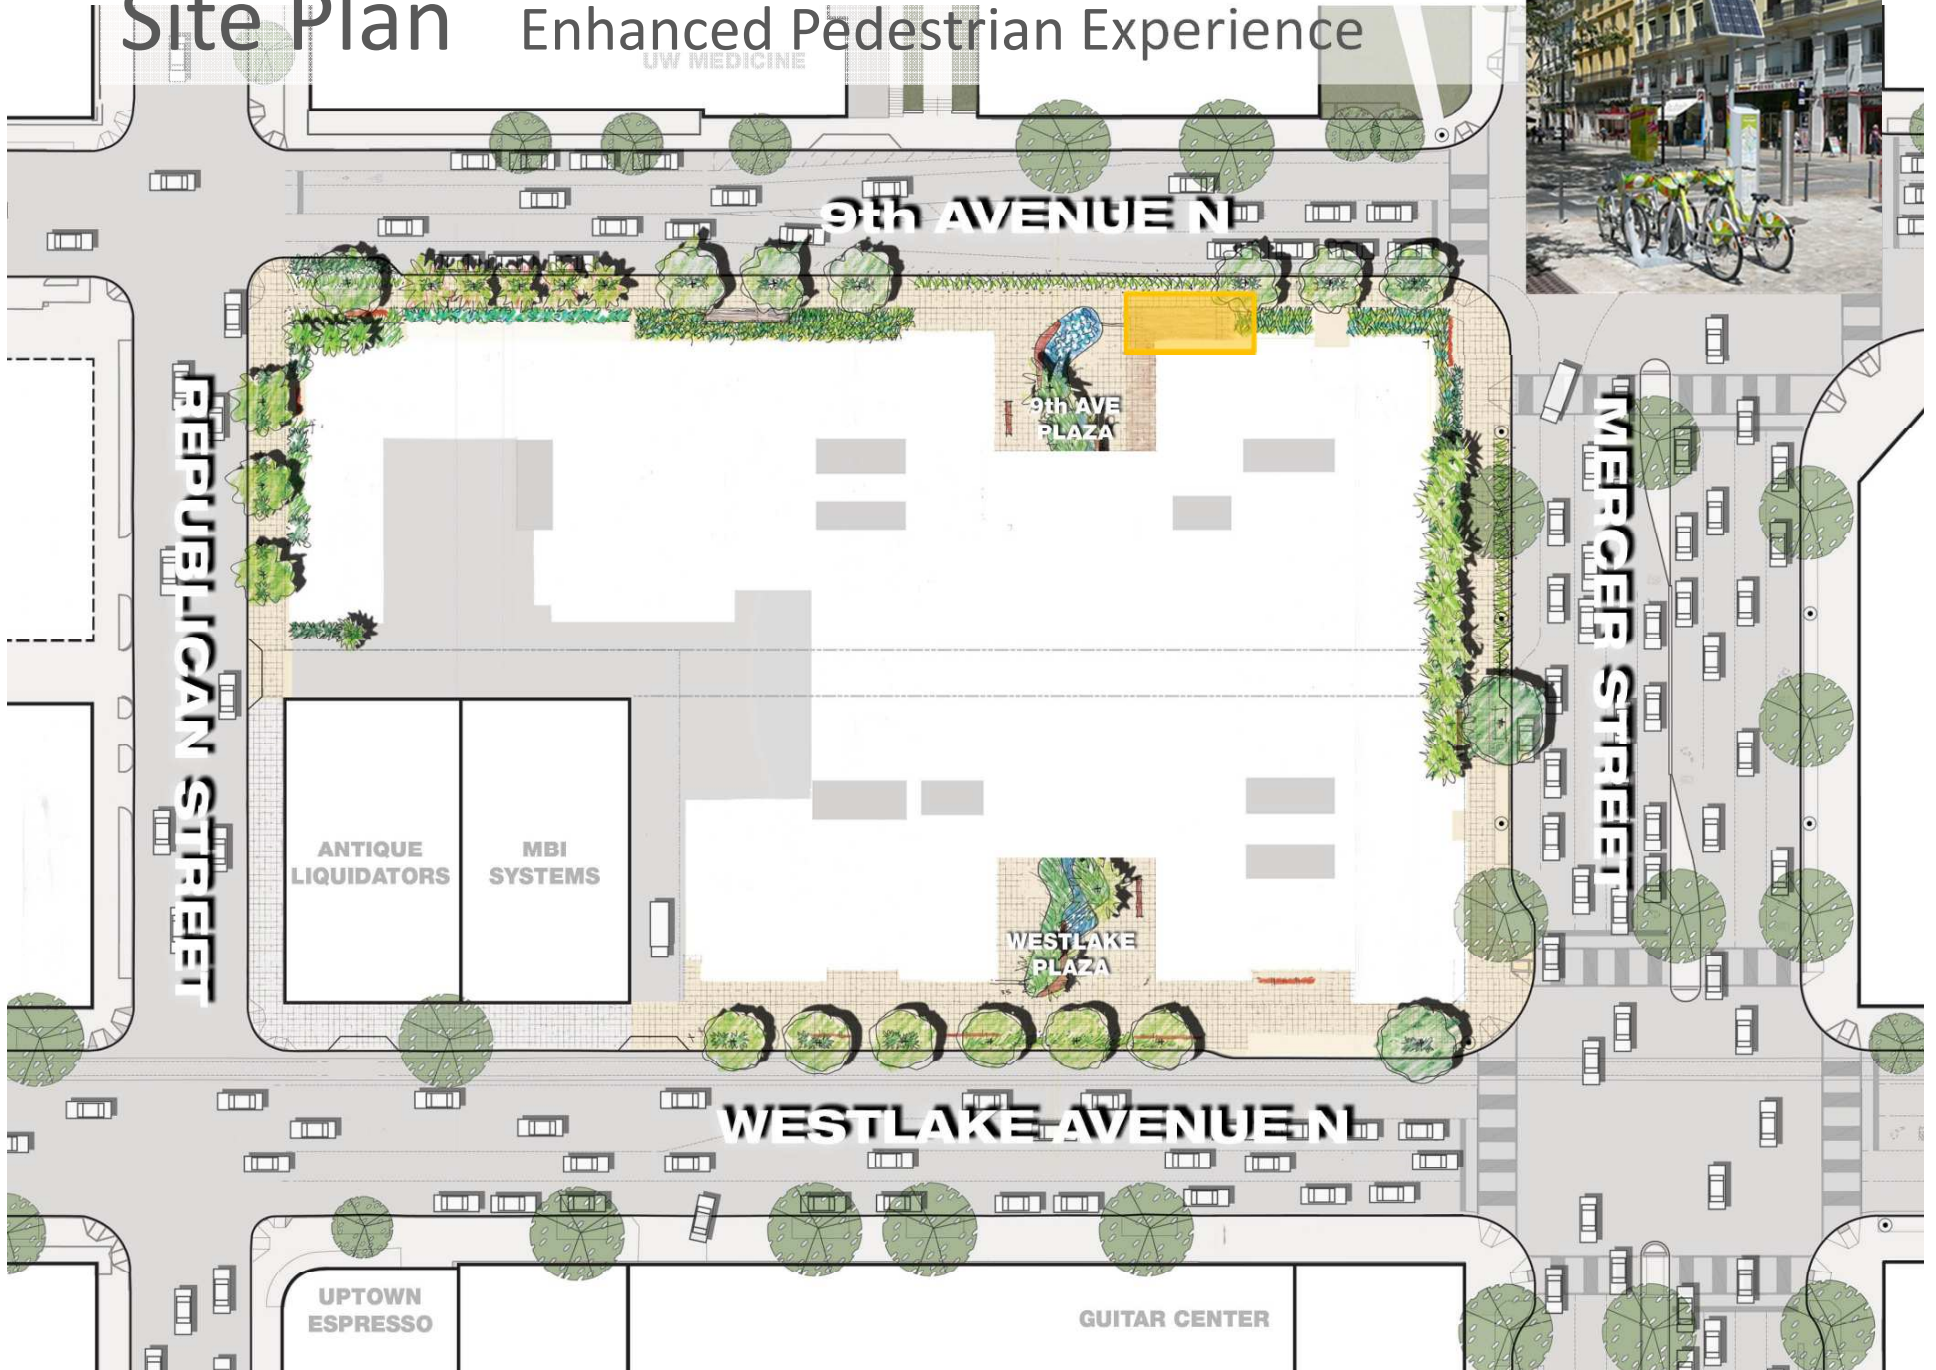 Site Plan Enhanced Pedestrian Experience
UW MEDICINE
9th AVENUE N
9th AVE
PLAZA
REPUBLICAN STREET
MERCER STREET
ANTIQUE
LIQUIDATORS
MBI
SYSTEMS
WESTLAKE
PLAZA
WESTLAKE AVENUE N
UPTOWN
ESPRESSO
GUITAR CENTER